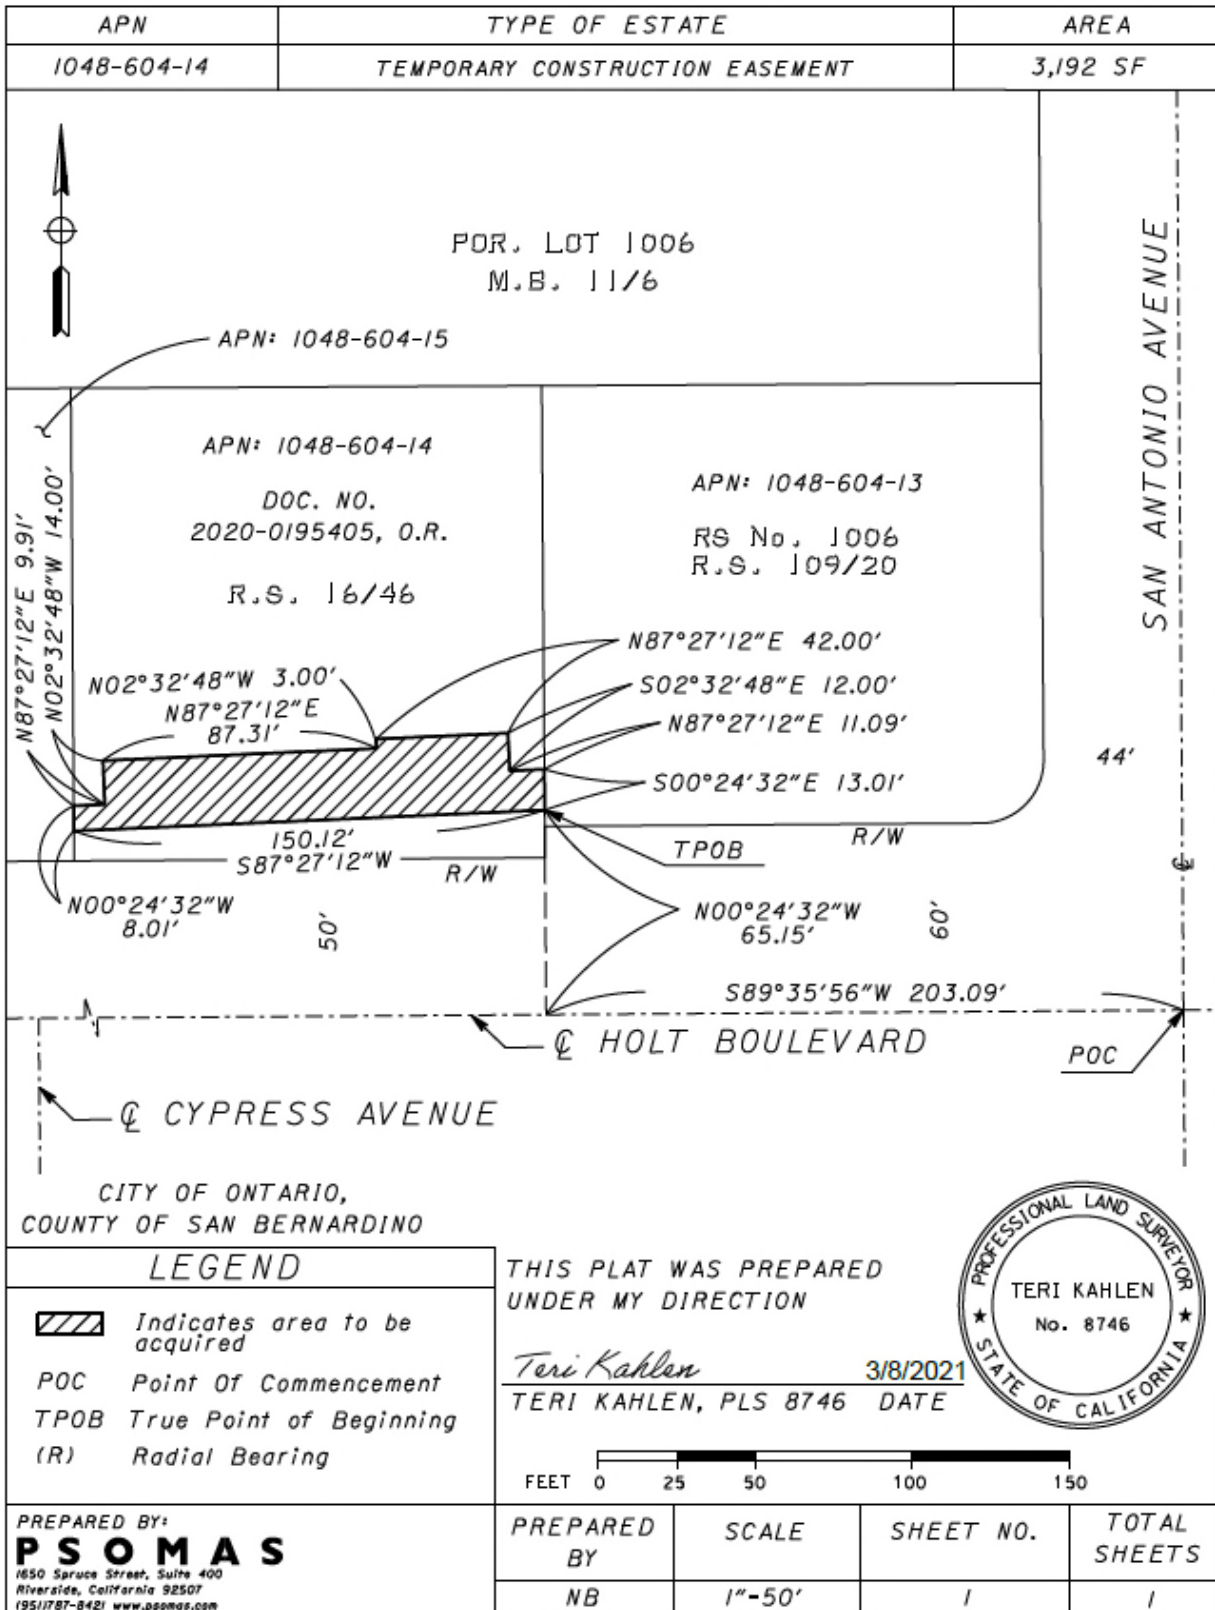 APN TYPE OF ESTATE AREA
1048-604-14 TEMPORARY CONSTRUCTION EASEMENT 3,192 SF
POR. LOT 1006
M.B. 11/6
SAN ANTONIO AVENUE
APN: 1048-604-15
APN: 1048-604-14
DOC. NO.
2020-0195405, O.R.
R.S. 16/46
APN: 1048-604-13
RS No. 1006
R.S. 109/20
N87°27'12"E 9.91'
N02°32'48"W 14.00'
N02°32'48"W 3.00'
N87°27'12"E
87.31'
N87°27'12"E 42.00'
S02°32'48"E 12.00'
N87°27'12"E 11.09'
S00°24'32"E 13.01'
44'
150.12'
S87°27'12"W
R/W
TPOB
R/W
℄
N00°24'32"W
8.01'
50'
N00°24'32"W
65.15'
60'
S89°35'56"W 203.09'
℄ HOLT BOULEVARD
POC
℄ CYPRESS AVENUE
CITY OF ONTARIO,
COUNTY OF SAN BERNARDINO
LEGEND
Indicates area to be
acquired
POC Point Of Commencement
TPOB True Point of Beginning
(R) Radial Bearing
THIS PLAT WAS PREPARED
UNDER MY DIRECTION
Teri Kahlen 3/8/2021
TERI KAHLEN, PLS 8746 DATE
PROFESSIONAL LAND SURVEYOR
TERI KAHLEN
No. 8746
STATE OF CALIFORNIA
FEET 0 25 50 100 150
PREPARED BY:
PSOMAS
1650 Spruce Street, Suite 400
Riverside, California 92507
(951)787-8421 www.psomas.com
PREPARED
BY
SCALE
SHEET NO.
TOTAL
SHEETS
NB 1"-50' 1 1